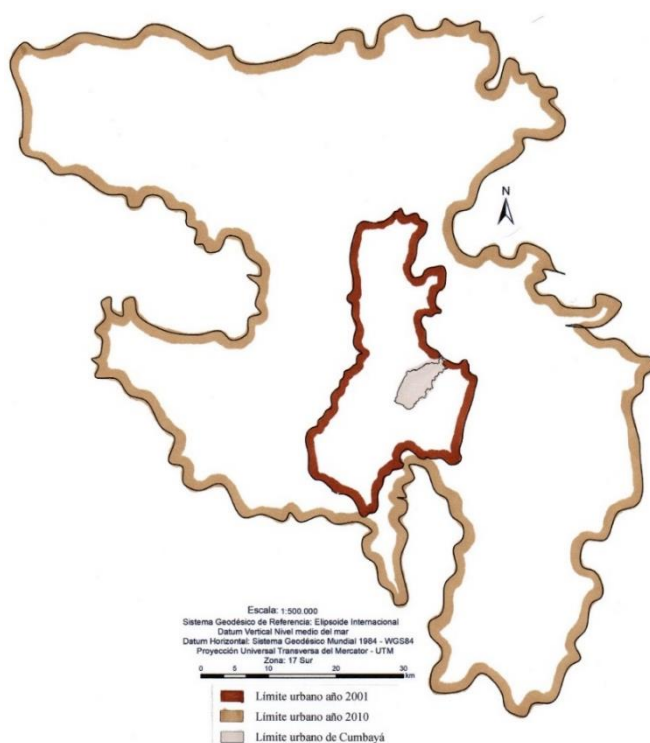 N
Escala: 1:500.000
Sistema Geodésico de Referencia: Elipsoide Internacional
Datum Vertical Nivel medio del mar
Datum Horizontal: Sistema Geodésico Mundial 1984 - WGS84
Proyección Universal Transversa del Mercator - UTM
Zona: 17 Sur
0 5 10 20 30
km
Límite urbano año 2001
Límite urbano año 2010
Límite urbano de Cumbayá